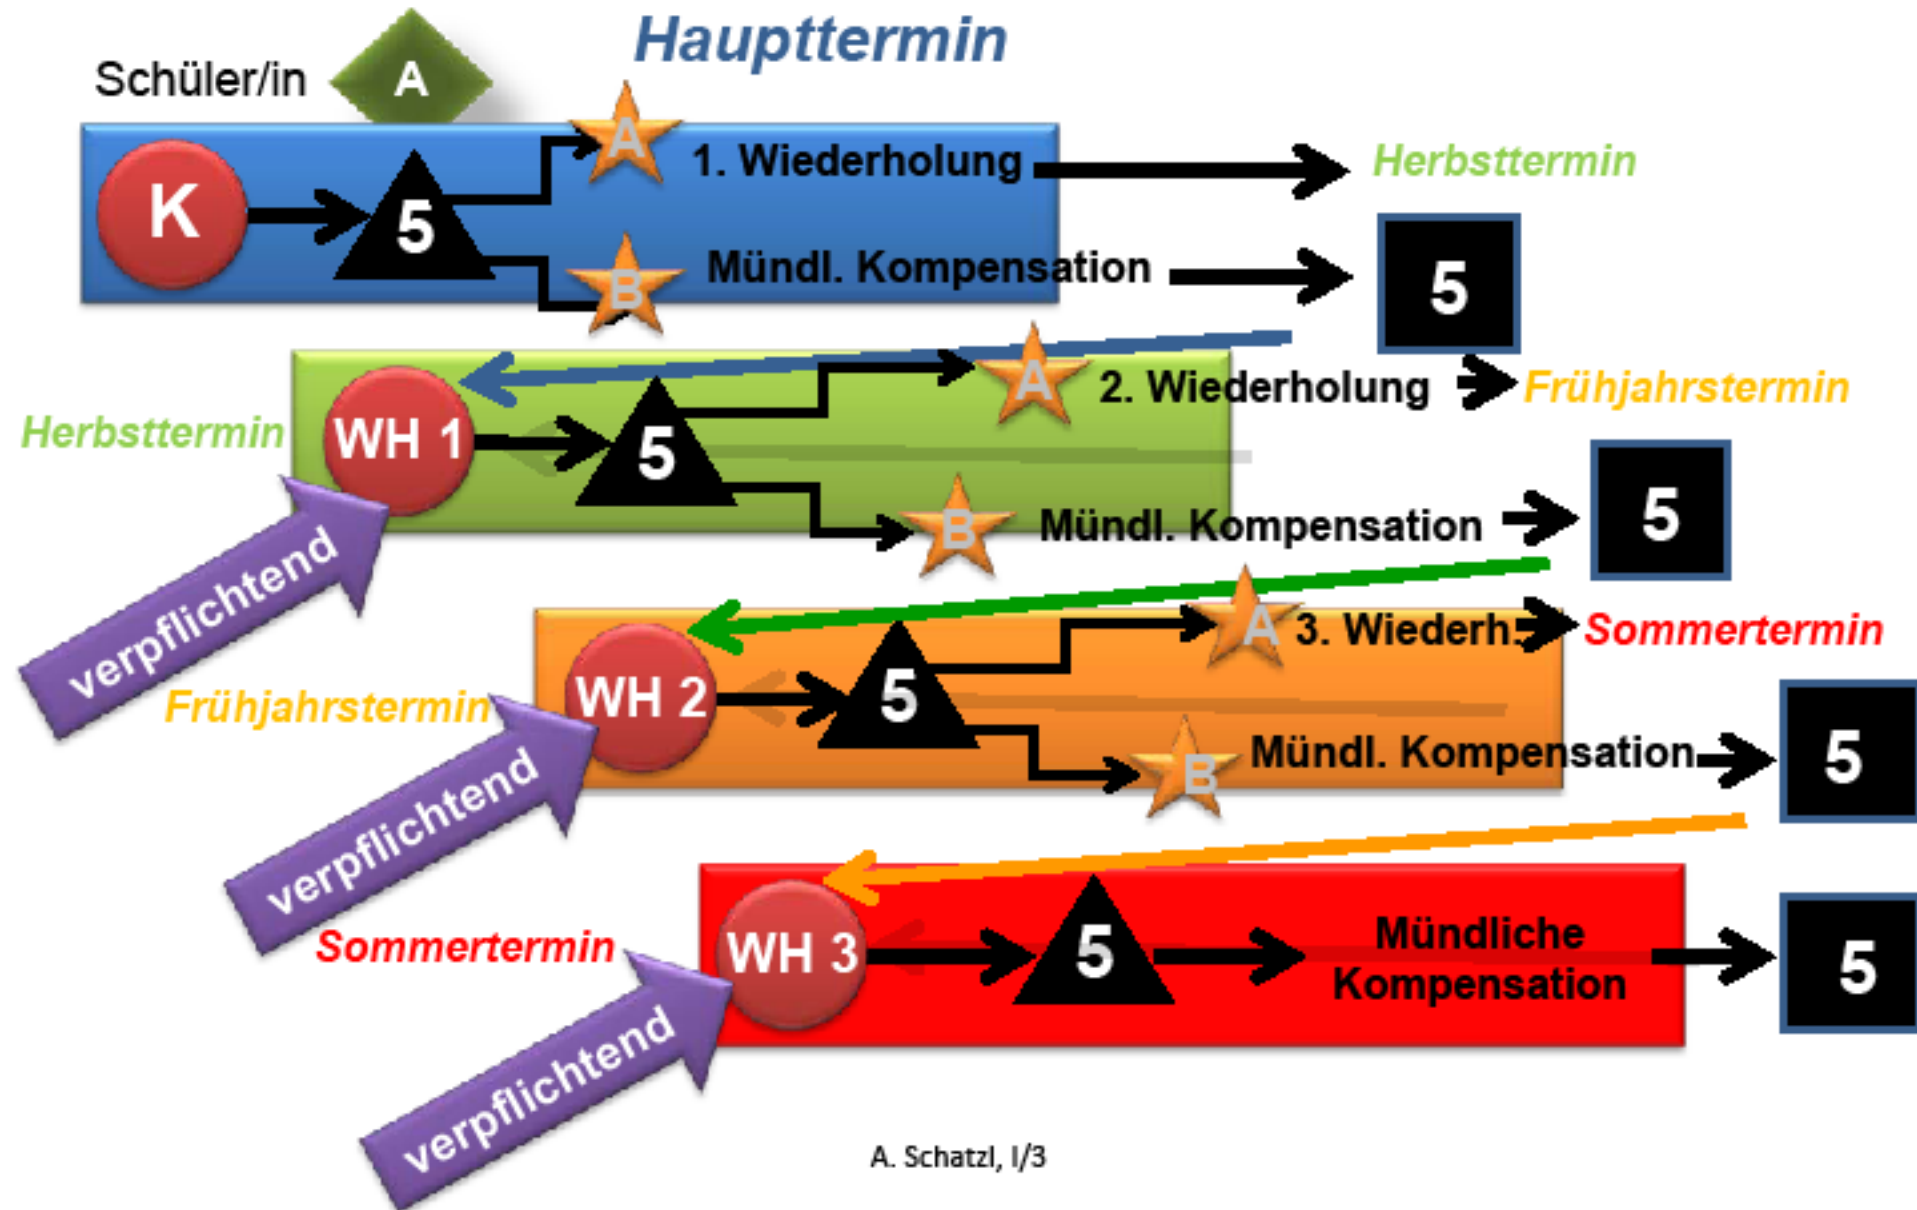 Haupttermin
Schüler/in
A
A
1. Wiederholung
Herbsttermin
K
5
B
Mündl. Kompensation
5
A
2. Wiederholung
Frühjahrstermin
Herbsttermin
WH 1
5
B
Mündl. Kompensation
5
verpflichtend
A
3. Wiederh.
Sommertermin
Frühjahrstermin
WH 2
5
B
Mündl. Kompensation
5
verpflichtend
Sommertermin
WH 3
5
Mündliche
Kompensation
5
verpflichtend
A. Schatzl, I/3